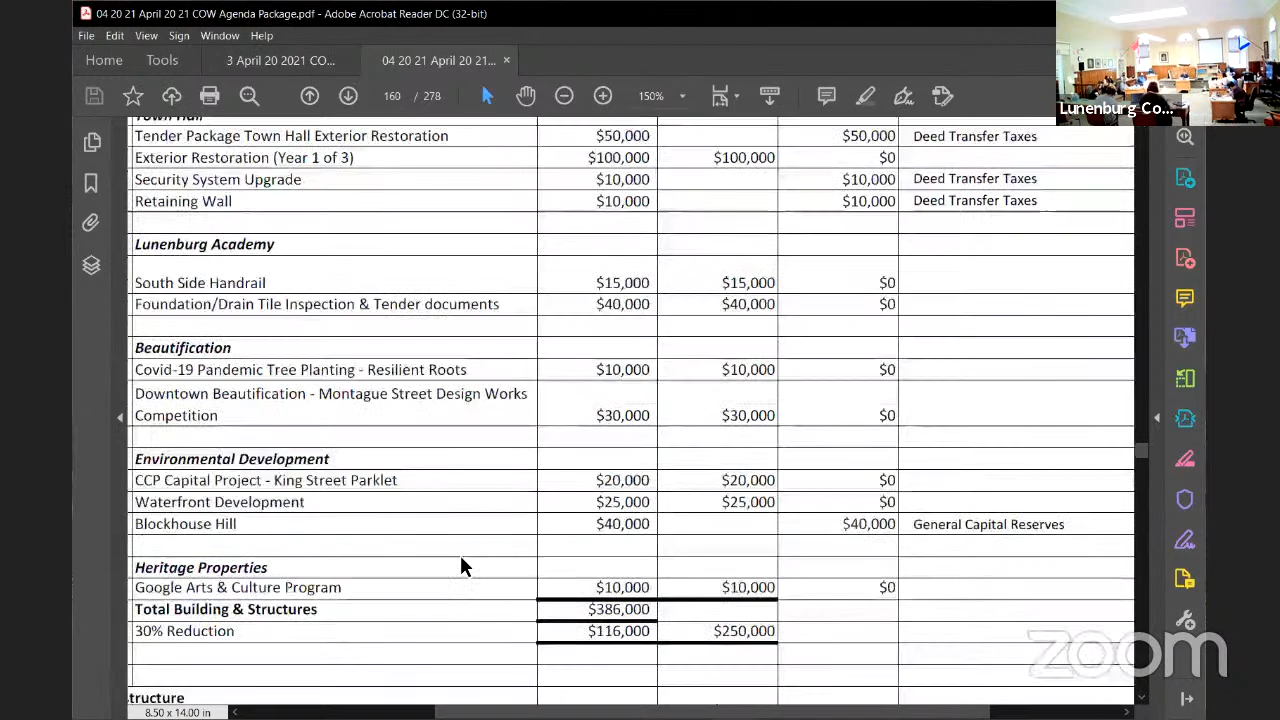 04 20 21 April 20 21 COW Agenda Package.pdf - Adobe Acrobat Reader DC (32-bit)
File Edit View Sign Window Help
Home Tools 3 April 20 2021 CO... 04 20 21 April 20 21... ×
160 / 278 150%
Lunenburg Co...
Town Hall
Tender Package Town Hall Exterior Restoration $50,000 $50,000 Deed Transfer Taxes
Exterior Restoration (Year 1 of 3) $100,000 $100,000 $0
Security System Upgrade $10,000 $10,000 Deed Transfer Taxes
Retaining Wall $10,000 $10,000 Deed Transfer Taxes
Lunenburg Academy
South Side Handrail $15,000 $15,000 $0
Foundation/Drain Tile Inspection & Tender documents $40,000 $40,000 $0
Beautification
Covid-19 Pandemic Tree Planting - Resilient Roots $10,000 $10,000 $0
Downtown Beautification - Montague Street Design Works
Competition $30,000 $30,000 $0
Environmental Development
CCP Capital Project - King Street Parklet $20,000 $20,000 $0
Waterfront Development $25,000 $25,000 $0
Blockhouse Hill $40,000 $40,000 General Capital Reserves
Heritage Properties
Google Arts & Culture Program $10,000 $10,000 $0
Total Building & Structures $386,000
30% Reduction $116,000 $250,000
zoom
structure
8.50 x 14.00 in